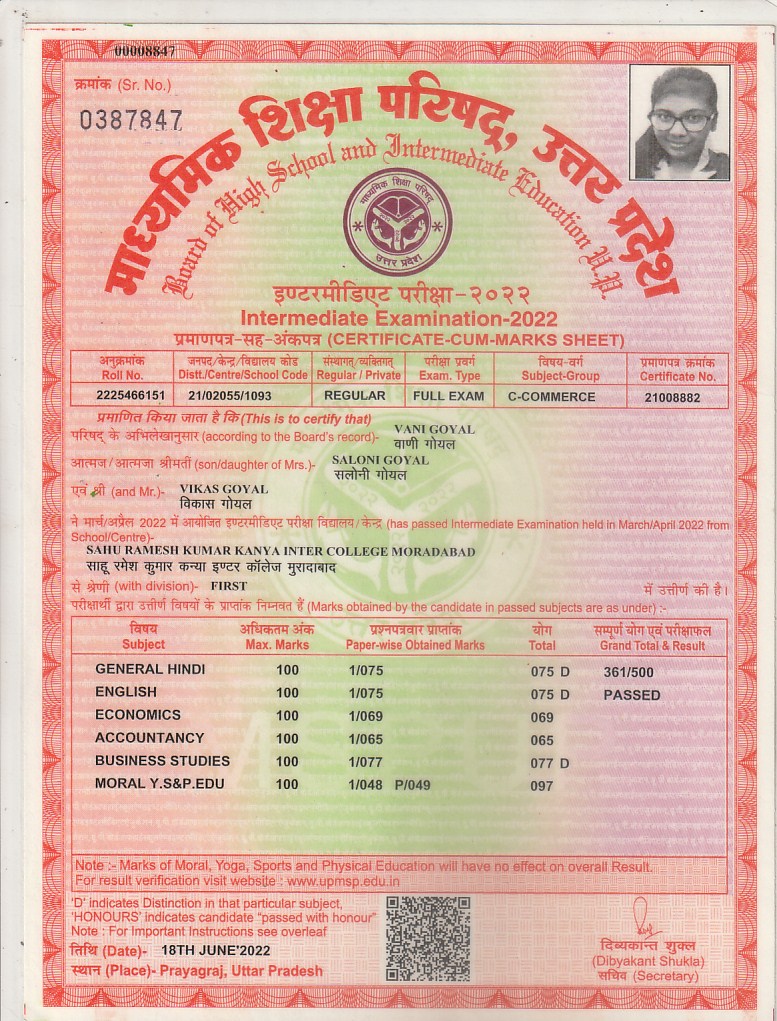 00008847
क्रमांक (Sr. No.)
0387847
माध्यमिक शिक्षा परिषद्, उत्तर प्रदेश
Board of High School and Intermediate Education U.P.
माध्यमिक शिक्षा परिषद्
उत्तर प्रदेश
इण्टरमीडिएट परीक्षा-२०२२
Intermediate Examination-2022
प्रमाणपत्र-सह-अंकपत्र (CERTIFICATE-CUM-MARKS SHEET)
अनुक्रमांक जनपद/केन्द्र/विद्यालय कोड संस्थागत/व्यक्तिगत परीक्षा प्रवर्ग विषय-वर्ग प्रमाणपत्र क्रमांक
Roll No. Distt./Centre/School Code Regular / Private Exam. Type Subject-Group Certificate No.
2225466151 21/02055/1093 REGULAR FULL EXAM C-COMMERCE 21008882
प्रमाणित किया जाता है कि (This is to certify that)
परिषद् के अभिलेखानुसार (according to the Board's record)- VANI GOYAL
वाणी गोयल
आत्मज/आत्मजा श्रीमती (son/daughter of Mrs.)- SALONI GOYAL
सलोनी गोयल
एवं श्री (and Mr.)- VIKAS GOYAL
विकास गोयल
ने मार्च/अप्रैल 2022 में आयोजित इण्टरमीडिएट परीक्षा विद्यालय/केन्द्र (has passed Intermediate Examination held in March/April 2022 from
School/Centre)-
SAHU RAMESH KUMAR KANYA INTER COLLEGE MORADABAD
साहू रमेश कुमार कन्या इण्टर कॉलेज मुरादाबाद
से श्रेणी (with division)- FIRST में उत्तीर्ण की है।
परीक्षार्थी द्वारा उत्तीर्ण विषयों के प्राप्तांक निम्नवत हैं (Marks obtained by the candidate in passed subjects are as under) :-
विषय अधिकतम अंक प्रश्नपत्रवार प्राप्तांक योग सम्पूर्ण योग एवं परीक्षाफल
Subject Max. Marks Paper-wise Obtained Marks Total Grand Total & Result
GENERAL HINDI 100 1/075 075 D 361/500
ENGLISH 100 1/075 075 D PASSED
ECONOMICS 100 1/069 069
ACCOUNTANCY 100 1/065 065
BUSINESS STUDIES 100 1/077 077 D
MORAL Y.S&P.EDU 100 1/048 P/049 097
Note :- Marks of Moral, Yoga, Sports and Physical Education will have no effect on overall Result.
For result verification visit website : www.upmsp.edu.in
'D' indicates Distinction in that particular subject,
'HONOURS' indicates candidate "passed with honour"
Note : For Important Instructions see overleaf
तिथि (Date)- 18TH JUNE'2022
स्थान (Place)- Prayagraj, Uttar Pradesh
दिब्यकान्त शुक्ल
(Dibyakant Shukla)
सचिव (Secretary)